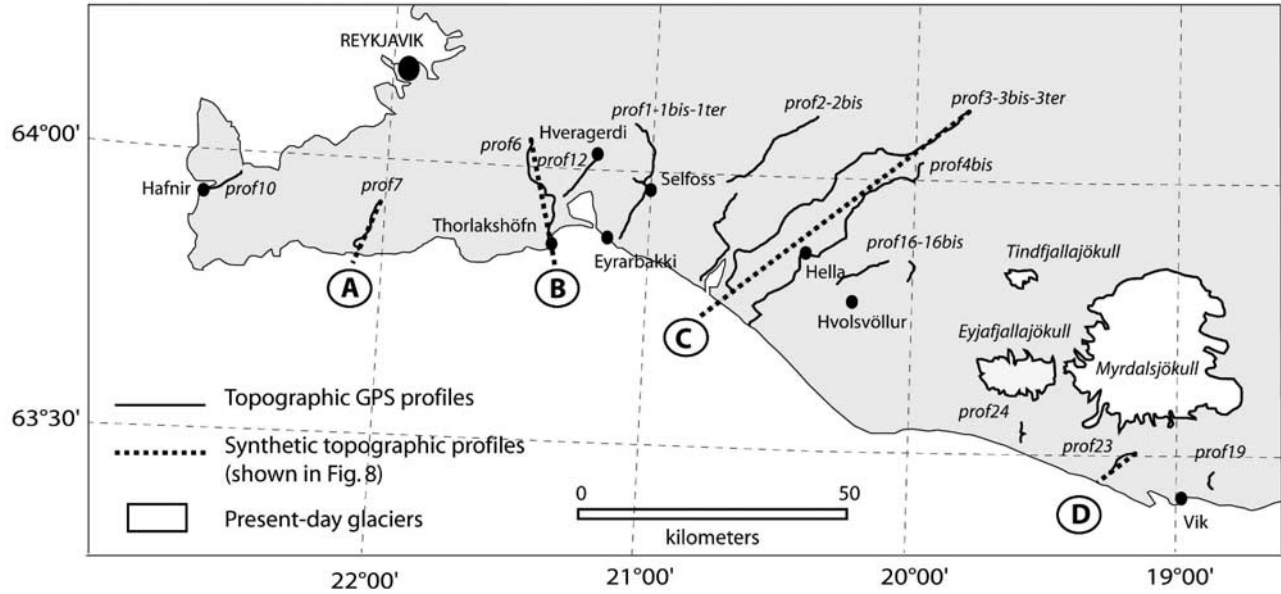 REYKJAVIK
64°00'
Hafnir
prof10
prof7
prof6
Hveragerdi
prof12
prof1-1bis-1ter
Selfoss
Thorlakshöfn
Eyrarbakki
prof2-2bis
prof3-3bis-3ter
prof4bis
prof16-16bis
Hella
Hvolsvöllur
Tindfjallajökull
Eyjafjallajökull
Myrdalsjökull
prof24
prof23
prof19
Vik
A
B
C
D
63°30'
Topographic GPS profiles
Synthetic topographic profiles
(shown in Fig. 8)
Present-day glaciers
0 50
kilometers
22°00' 21°00' 20°00' 19°00'